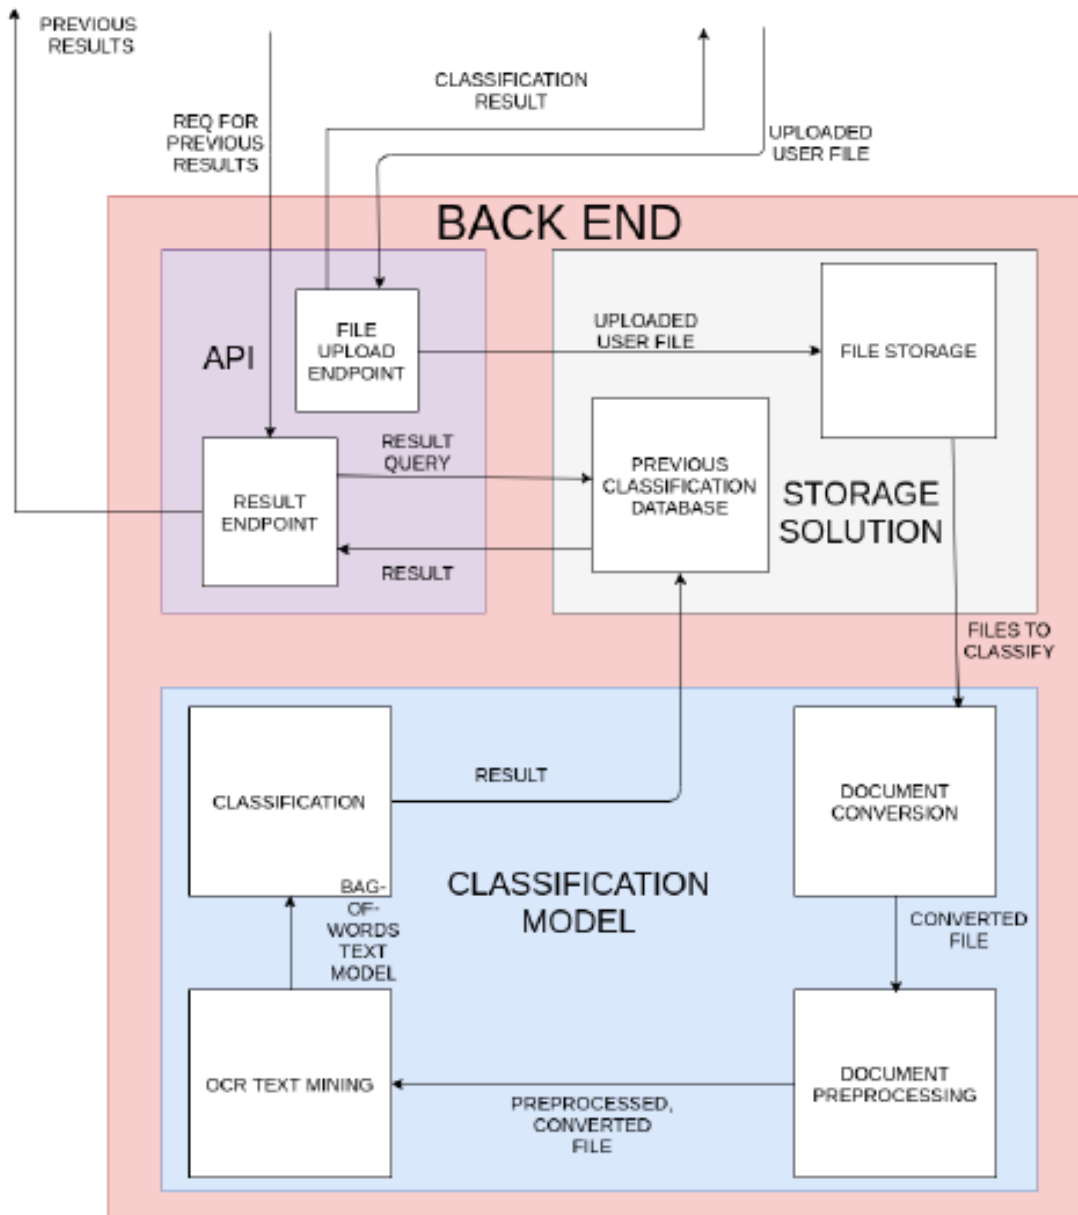 PREVIOUS
RESULTS
CLASSIFICATION
RESULT
REQ FOR
PREVIOUS
RESULTS
UPLOADED
USER FILE
BACK END
API
FILE
UPLOAD
ENDPOINT
UPLOADED
USER FILE
FILE STORAGE
RESULT
QUERY
RESULT
ENDPOINT
PREVIOUS
CLASSIFICATION
DATABASE
STORAGE
SOLUTION
RESULT
FILES TO
CLASSIFY
CLASSIFICATION
RESULT
DOCUMENT
CONVERSION
CLASSIFICATION
MODEL
BAG-
OF-
WORDS
TEXT
MODEL
CONVERTED
FILE
OCR TEXT MINING
PREPROCESSED,
CONVERTED
FILE
DOCUMENT
PREPROCESSING